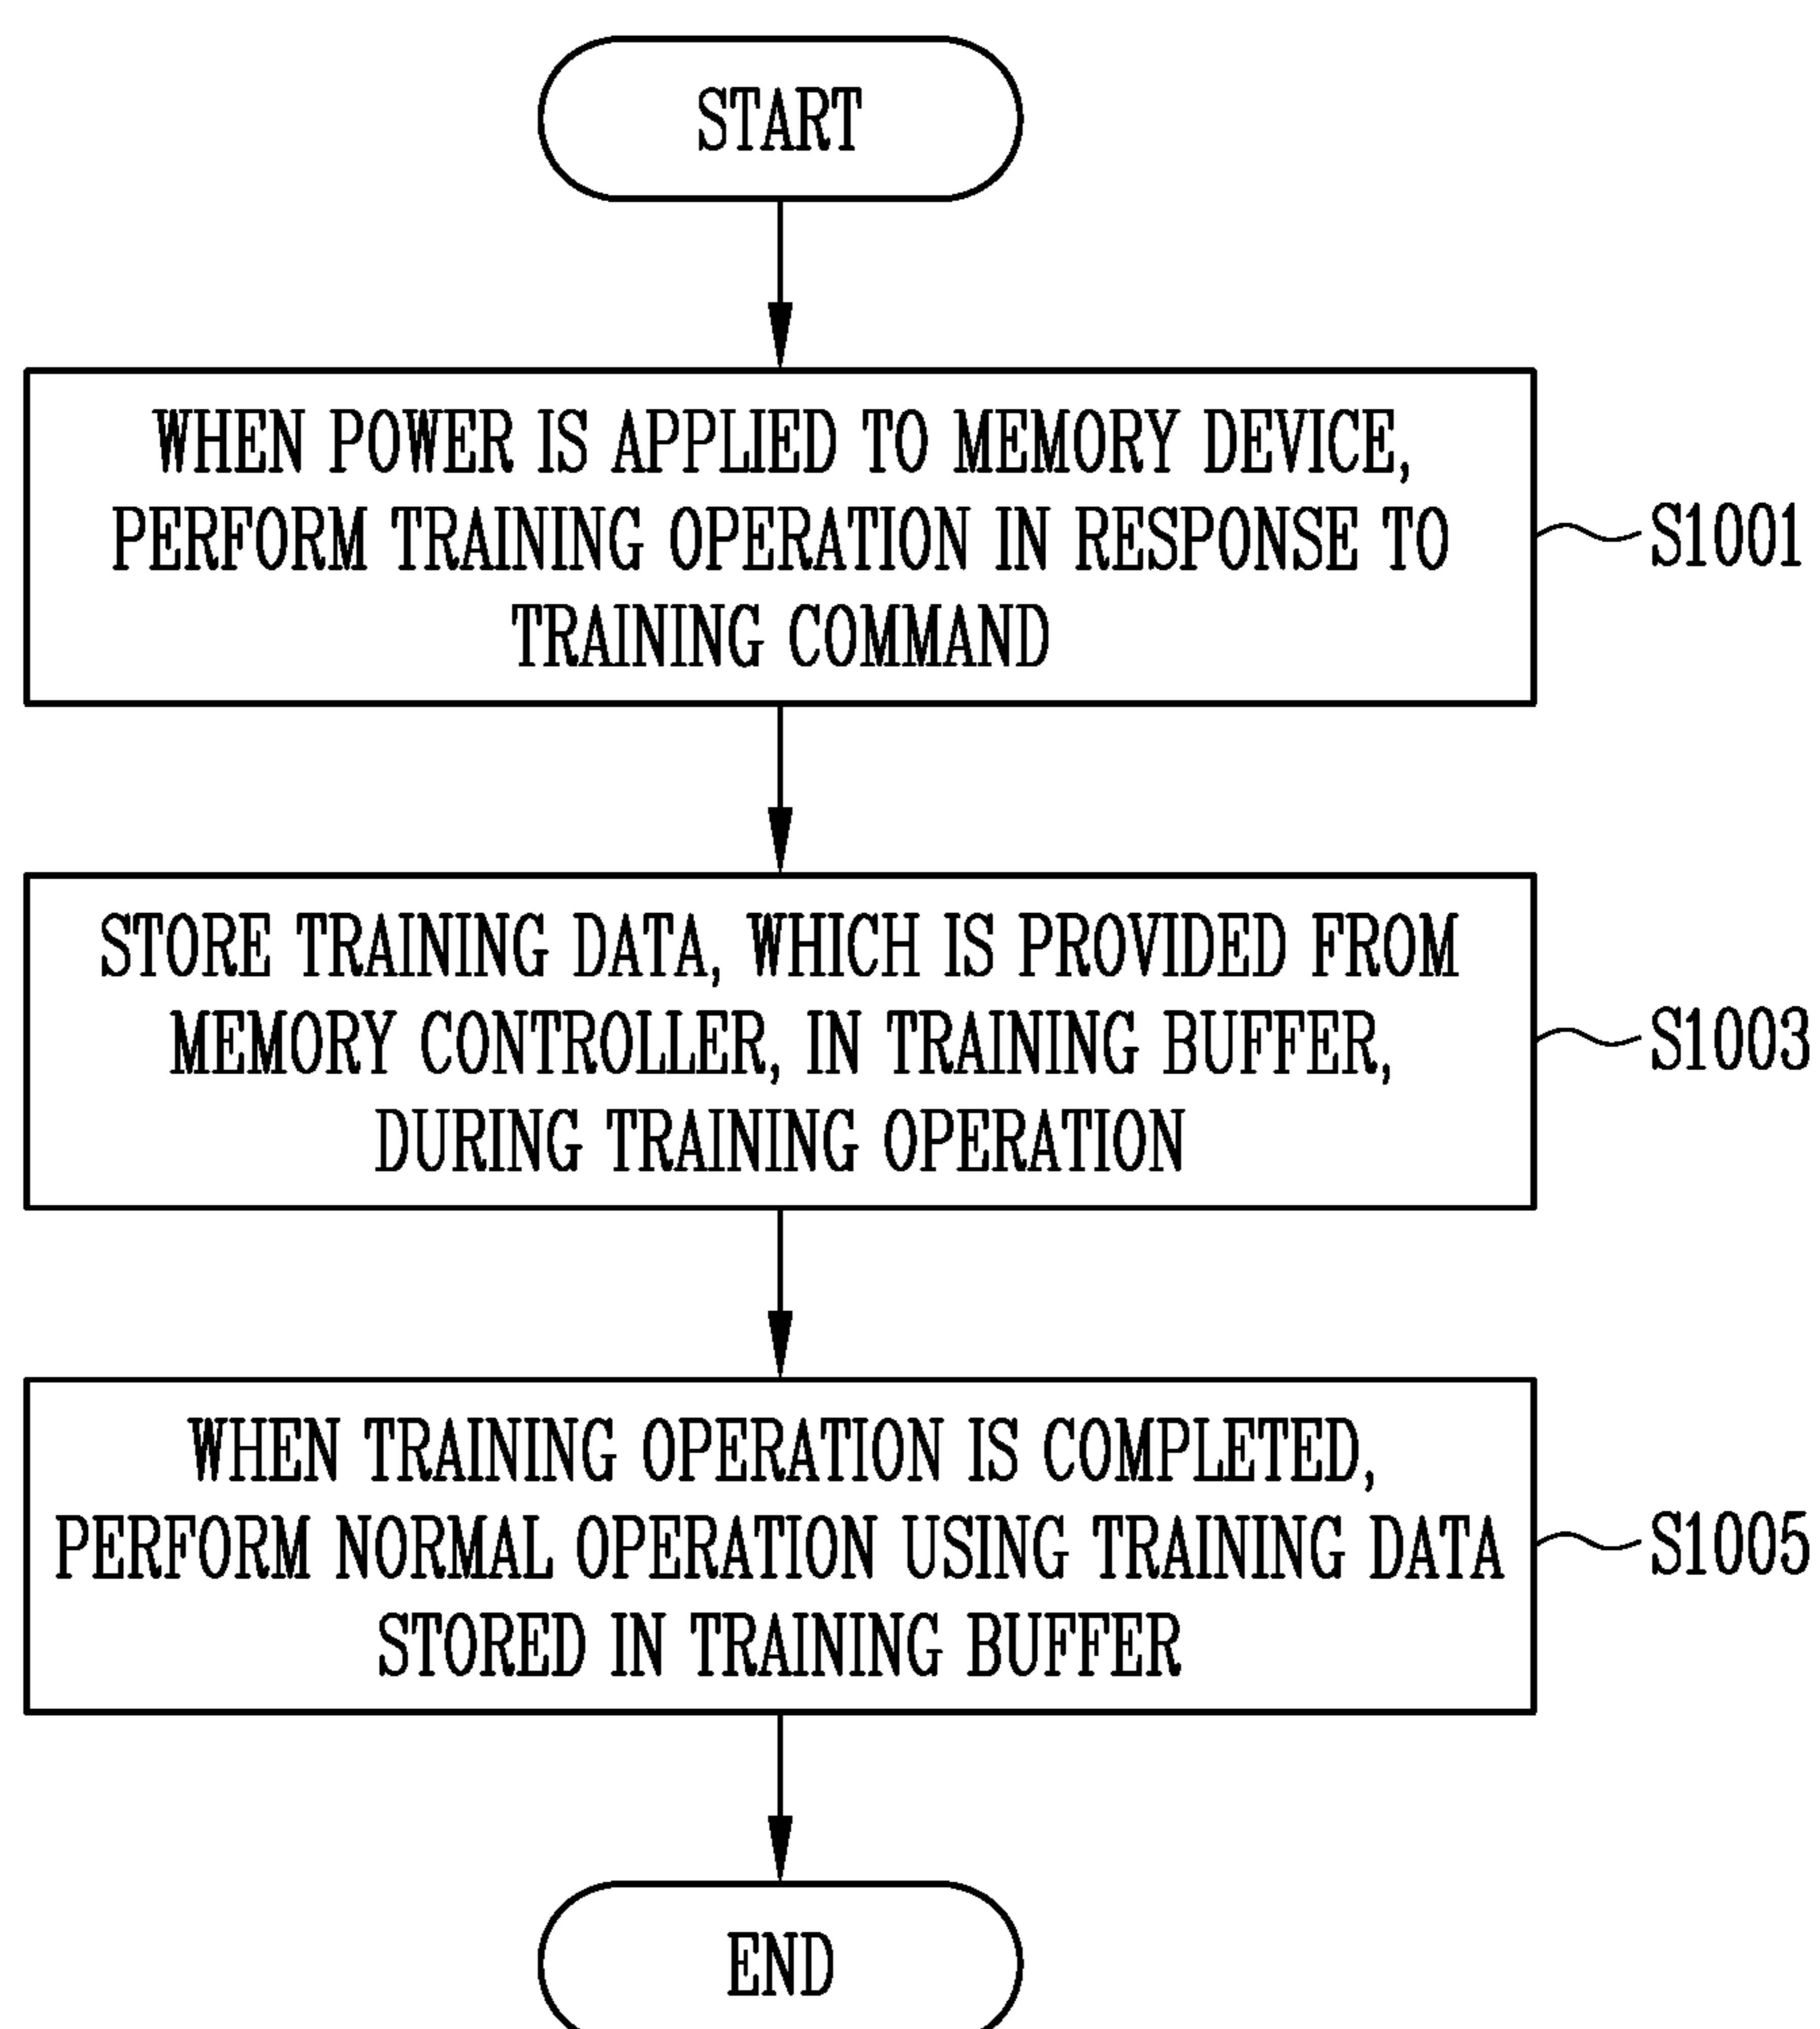 START
WHEN POWER IS APPLIED TO MEMORY DEVICE,
PERFORM TRAINING OPERATION IN RESPONSE TO
TRAINING COMMAND
S1001
STORE TRAINING DATA, WHICH IS PROVIDED FROM
MEMORY CONTROLLER, IN TRAINING BUFFER,
DURING TRAINING OPERATION
S1003
WHEN TRAINING OPERATION IS COMPLETED,
PERFORM NORMAL OPERATION USING TRAINING DATA
STORED IN TRAINING BUFFER
S1005
END